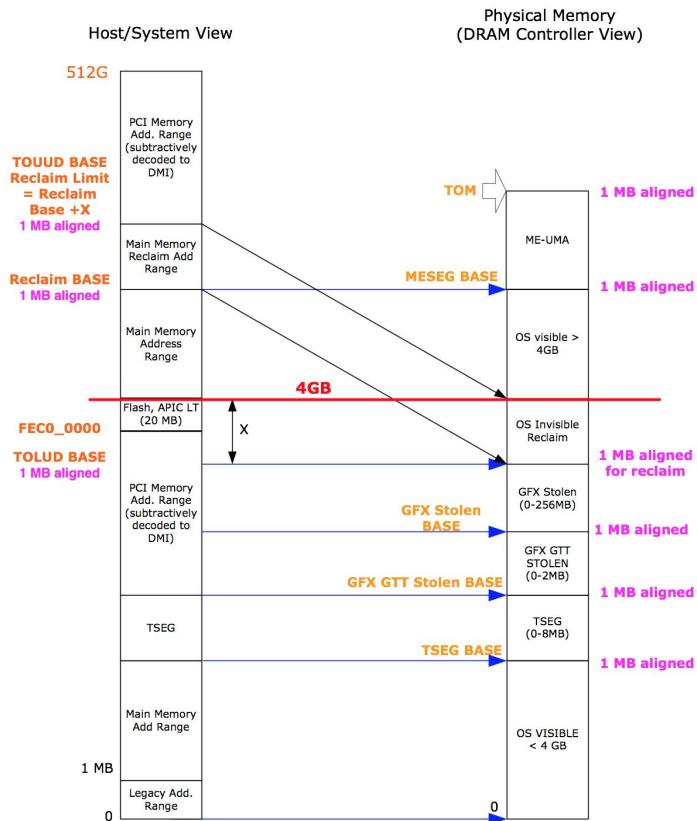 Host/System View
Physical Memory
(DRAM Controller View)
512G
PCI Memory
Add. Range
(subtractively
decoded to
DMI)
TOUUD BASE
Reclaim Limit
= Reclaim
Base +X
1 MB aligned
TOM
1 MB aligned
Main Memory
Reclaim Add
Range
ME-UMA
Reclaim BASE
1 MB aligned
MESEG BASE
1 MB aligned
Main Memory
Address
Range
OS visible >
4GB
4GB
Flash, APIC LT
(20 MB)
X
OS Invisible
Reclaim
FEC0_0000
TOLUD BASE
1 MB aligned
1 MB aligned
for reclaim
PCI Memory
Add. Range
(subtractively
decoded to
DMI)
GFX Stolen
(0-256MB)
GFX Stolen
BASE
1 MB aligned
GFX GTT
STOLEN
(0-2MB)
GFX GTT Stolen BASE
1 MB aligned
TSEG
TSEG
(0-8MB)
TSEG BASE
1 MB aligned
Main Memory
Add Range
OS VISIBLE
< 4 GB
1 MB
Legacy Add.
Range
0
0